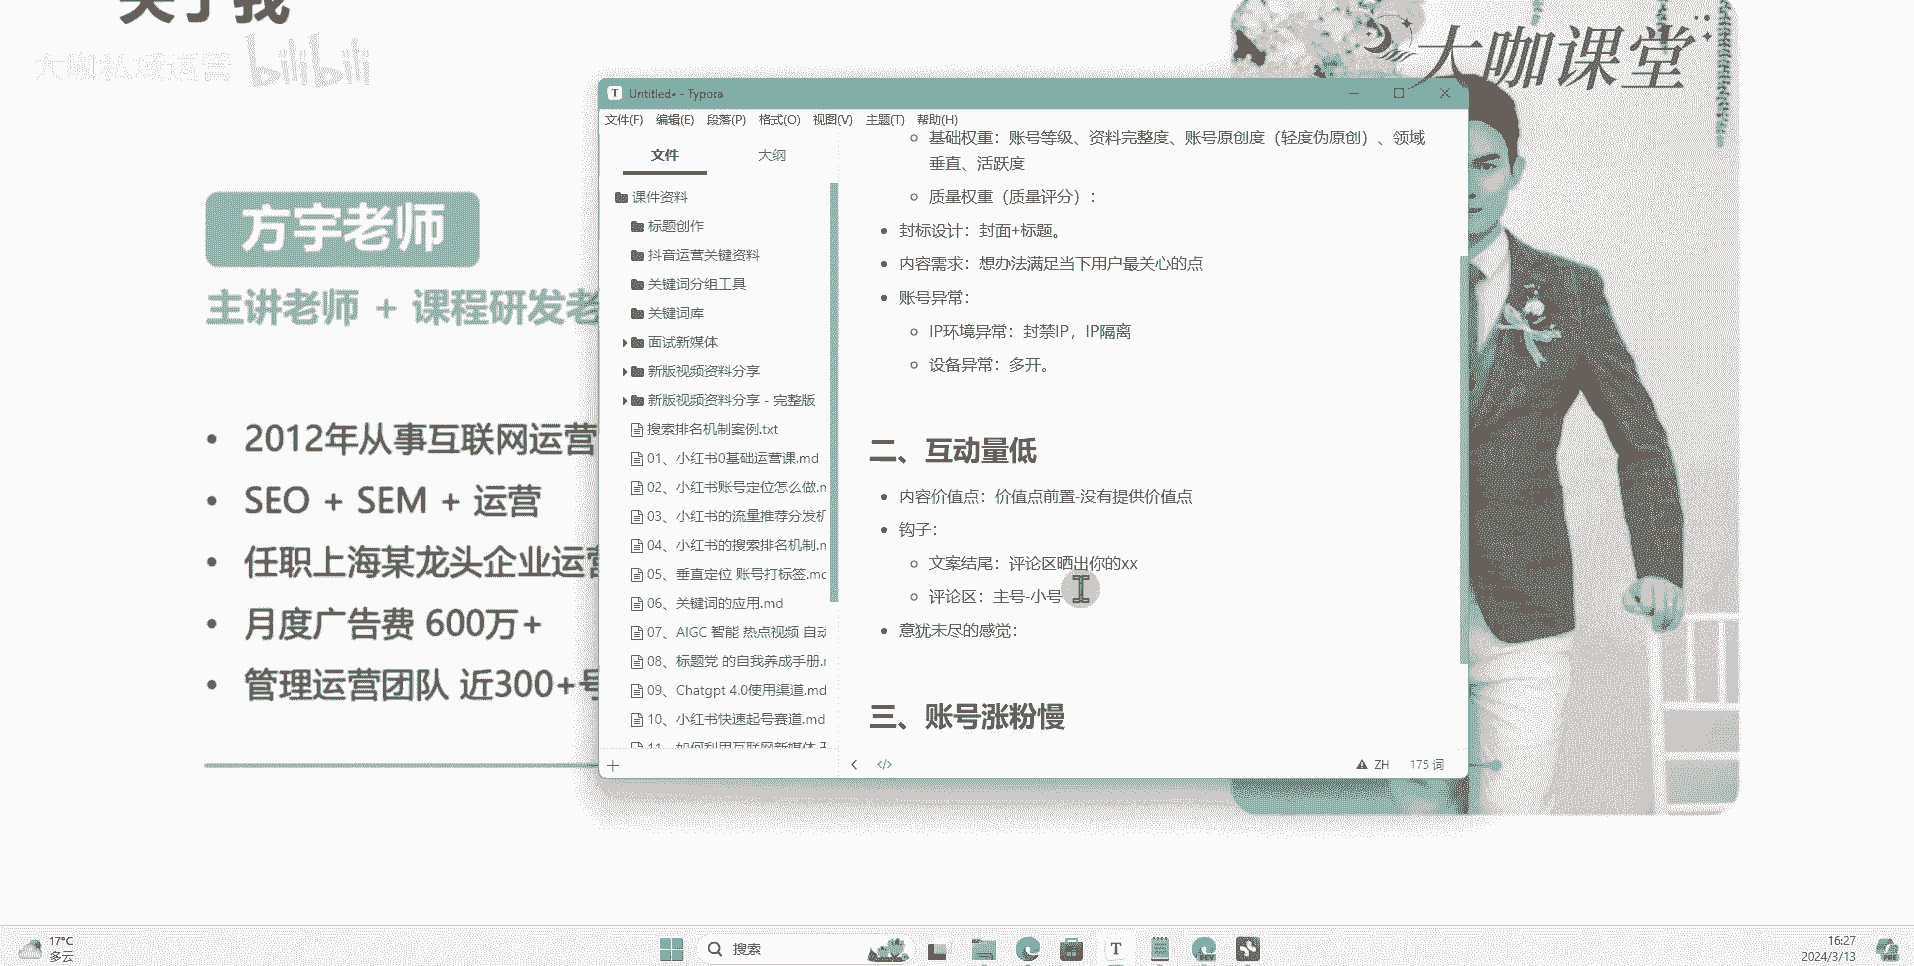 关于我
大咖私域运营 bilibili
大咖课堂
方宇老师
主讲老师 + 课程研发老
2012年从事互联网运营
SEO + SEM + 运营
任职上海某龙头企业运营
月度广告费 600万+
管理运营团队 近300+号
T Untitled• - Typora
文件(F) 编辑(E) 段落(P) 格式(O) 视图(V) 主题(T) 帮助(H)
文件 大纲
课件资料
标题创作
抖音运营关键资料
关键词分组工具
关键词库
面试新媒体
新版视频资料分享
新版视频资料分享 - 完整版
搜索排名机制案例.txt
01、小红书0基础运营课.md
02、小红书账号定位怎么做.m
03、小红书的流量推荐分发机
04、小红书的搜索排名机制.m
05、垂直定位 账号打标签.mc
06、关键词的应用.md
07、AIGC 智能 热点视频 自动
08、标题党 的自我养成手册.m
09、Chatgpt 4.0使用渠道.md
10、小红书快速起号赛道.md
11、如何利用互联网新媒体
基础权重：账号等级、资料完整度、账号原创度（轻度伪原创）、领域
垂直、活跃度
质量权重（质量评分）：
封标设计：封面+标题。
内容需求：想办法满足当下用户最关心的点
账号异常：
IP环境异常：封禁IP，IP隔离
设备异常：多开。
二、互动量低
内容价值点：价值点前置-没有提供价值点
钩子：
文案结尾：评论区晒出你的xx
评论区：主号-小号
意犹未尽的感觉：
三、账号涨粉慢
ZH 175 词
17°C
多云
搜索
T
DEV
16:27
2024/3/13
PRE